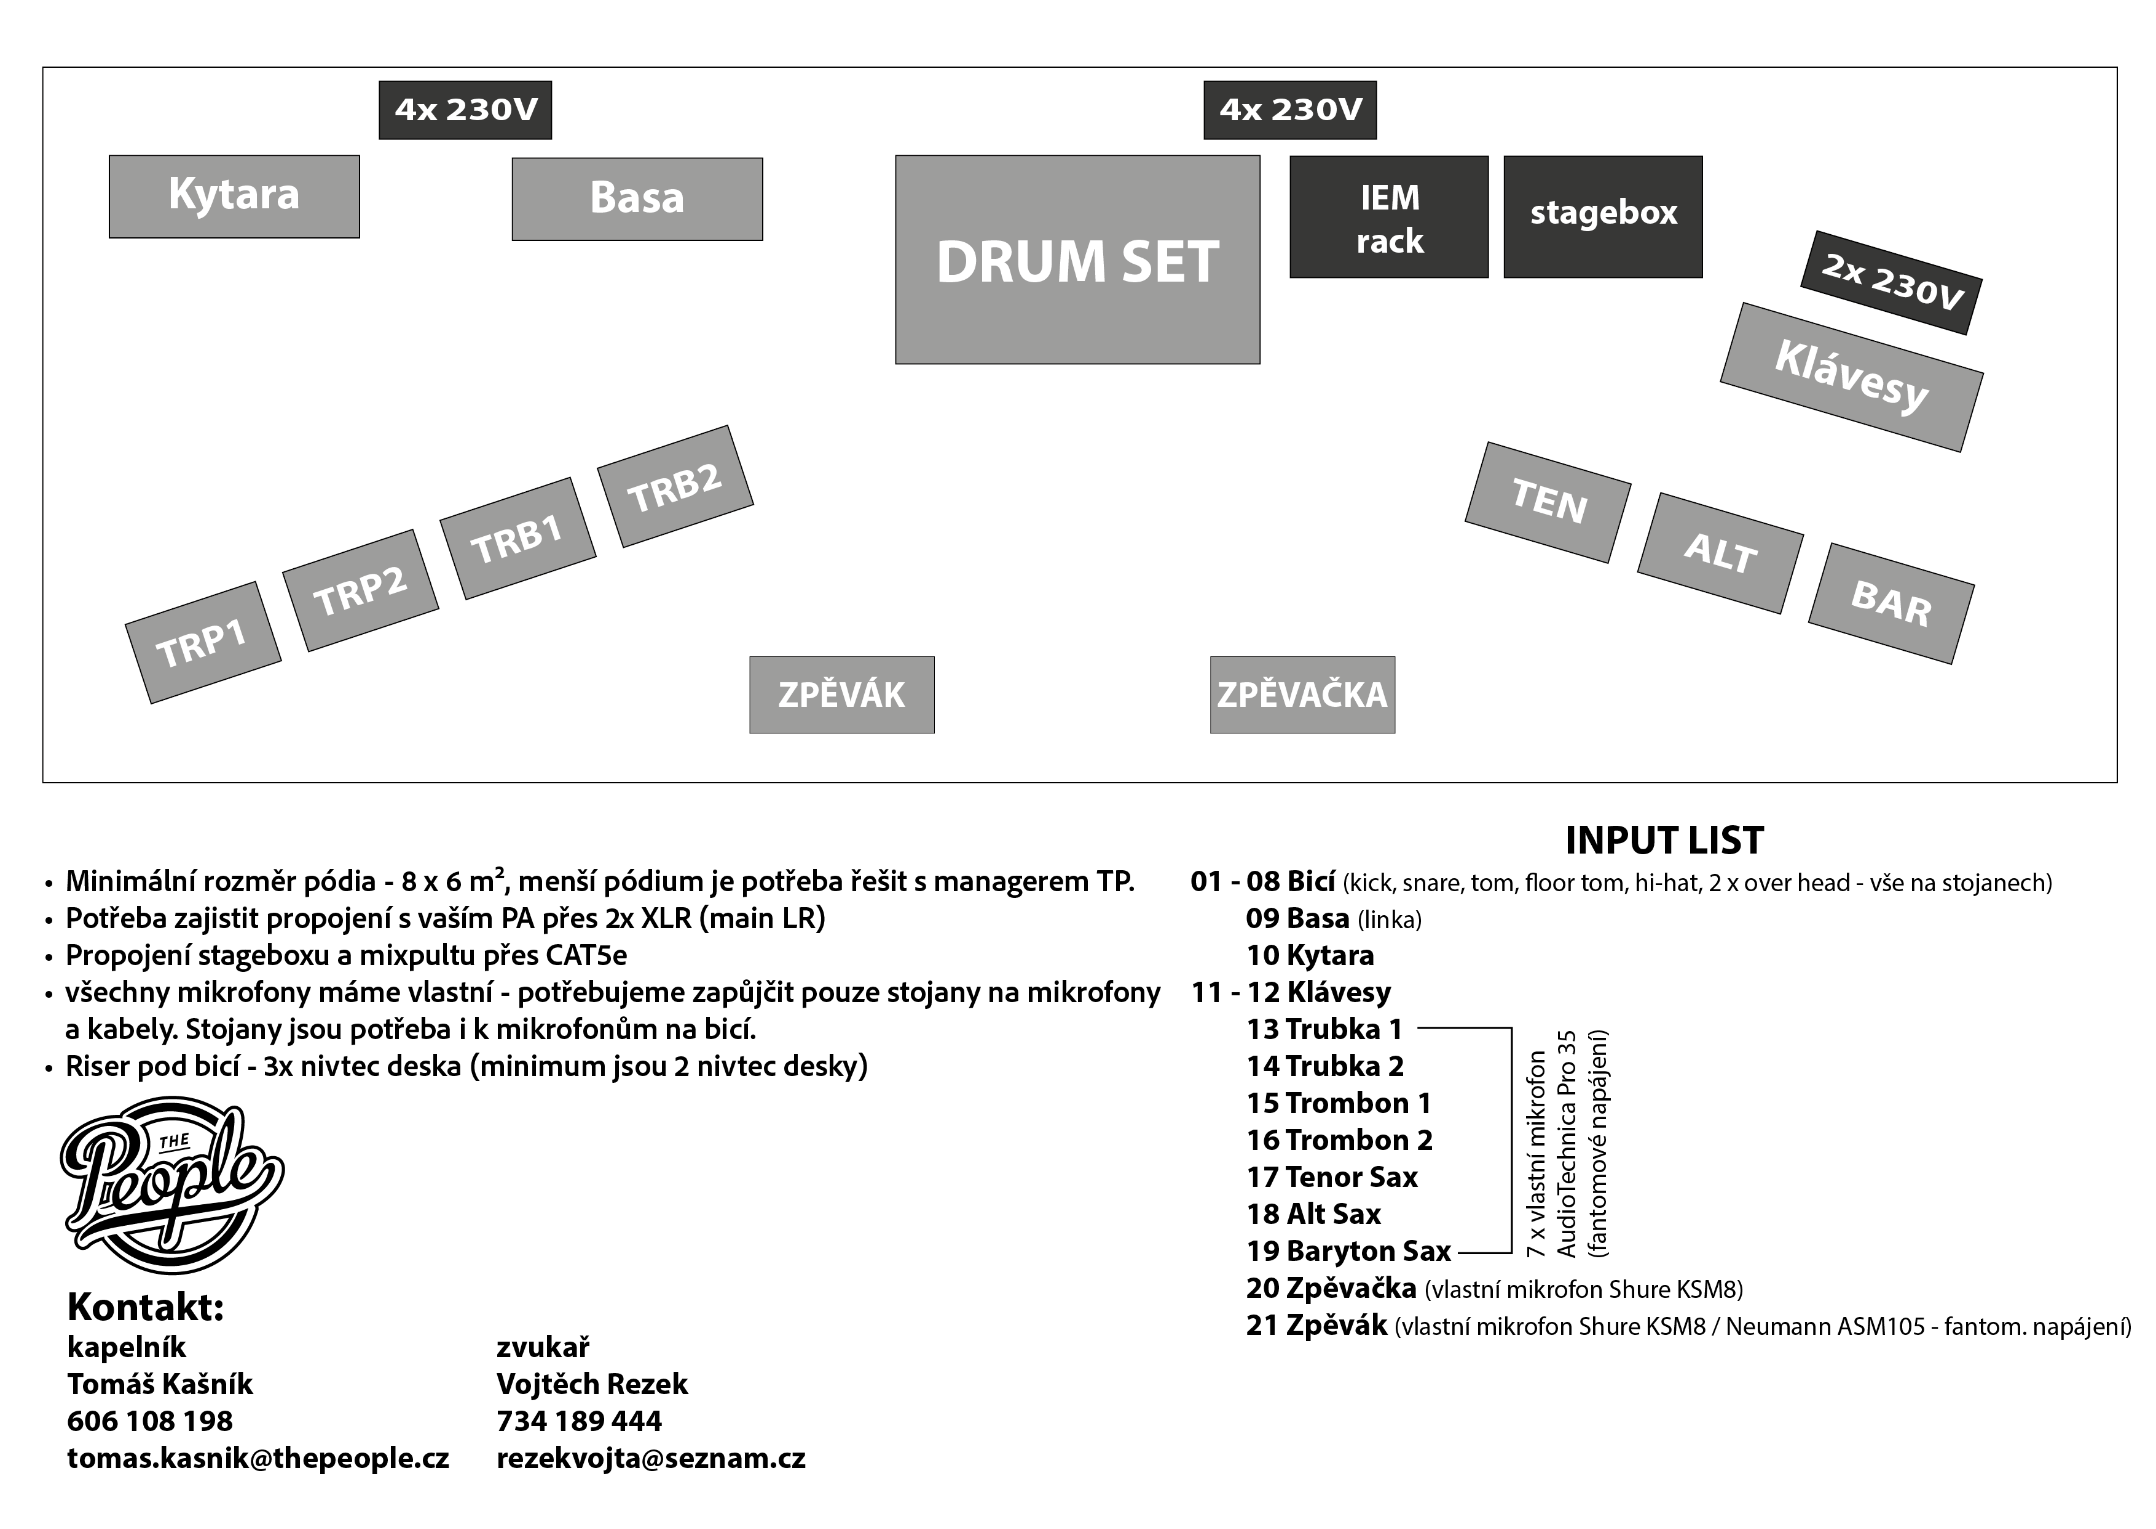 4x 230V
4x 230V
Kytara
Basa
DRUM SET
IEM
rack
stagebox
2x 230V
Klávesy
TRP1
TRP2
TRB1
TRB2
TEN
ALT
BAR
ZPĚVÁK
ZPĚVAČKA
• Minimální rozměr pódia - 8 x 6 m², menší pódium je potřeba řešit s managerem TP.
• Potřeba zajistit propojení s vaším PA přes 2x XLR (main LR)
• Propojení stageboxu a mixpultu přes CAT5e
• všechny mikrofony máme vlastní - potřebujeme zapůjčit pouze stojany na mikrofony
a kabely. Stojany jsou potřeba i k mikrofonům na bicí.
• Riser pod bicí - 3x nivtec deska (minimum jsou 2 nivtec desky)
THE
People
Kontakt:
kapelník
Tomáš Kašník
606 108 198
tomas.kasnik@thepeople.cz
zvukař
Vojtěch Rezek
734 189 444
rezekvojta@seznam.cz
INPUT LIST
01 - 08 Bicí (kick, snare, tom, floor tom, hi-hat, 2 x over head - vše na stojanech)
09 Basa (linka)
10 Kytara
11 - 12 Klávesy
13 Trubka 1
14 Trubka 2
15 Trombon 1
16 Trombon 2
17 Tenor Sax
18 Alt Sax
19 Baryton Sax
7 x vlastní mikrofon
AudioTechnica Pro 35
(fantomové napájení)
20 Zpěvačka (vlastní mikrofon Shure KSM8)
21 Zpěvák (vlastní mikrofon Shure KSM8 / Neumann ASM105 - fantom. napájení)